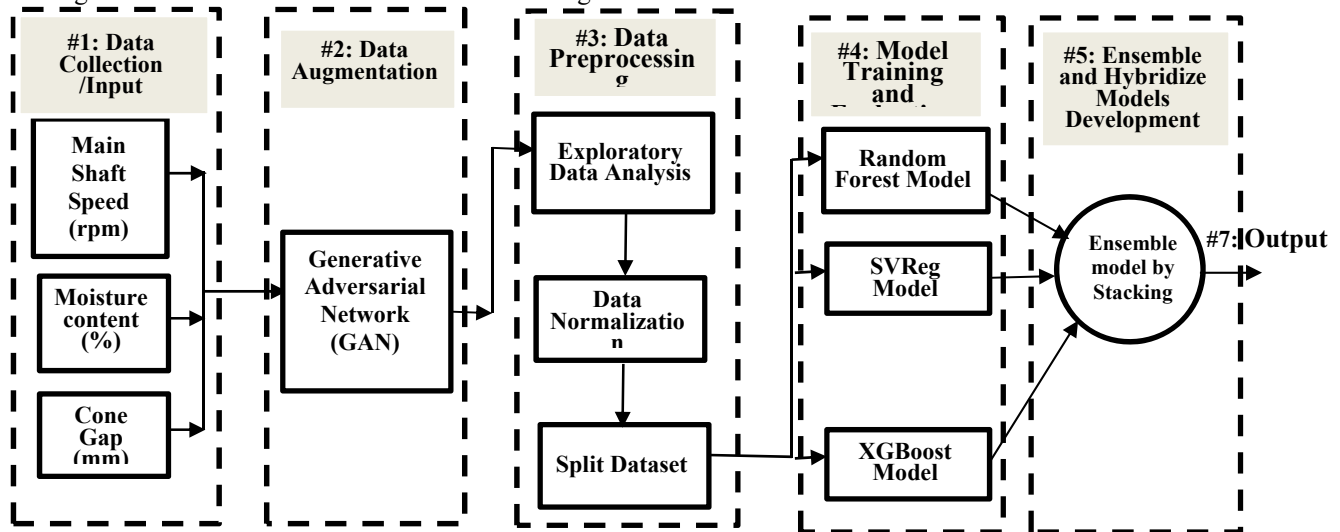 #1: Data
Collection
/Input
Main
Shaft
Speed
(rpm)
Moisture
content
(%)
Cone
Gap
(mm)
#2: Data
Augmentation
Generative
Adversarial
Network
(GAN)
#3: Data
Preprocessin
g
Exploratory
Data Analysis
Data
Normalizatio
n
Split Dataset
#4: Model
Training
and
Random
Forest Model
SVReg
Model
XGBoost
Model
#5: Ensemble
and Hybridize
Models
Development
Ensemble
model by
Stacking
#7: Output